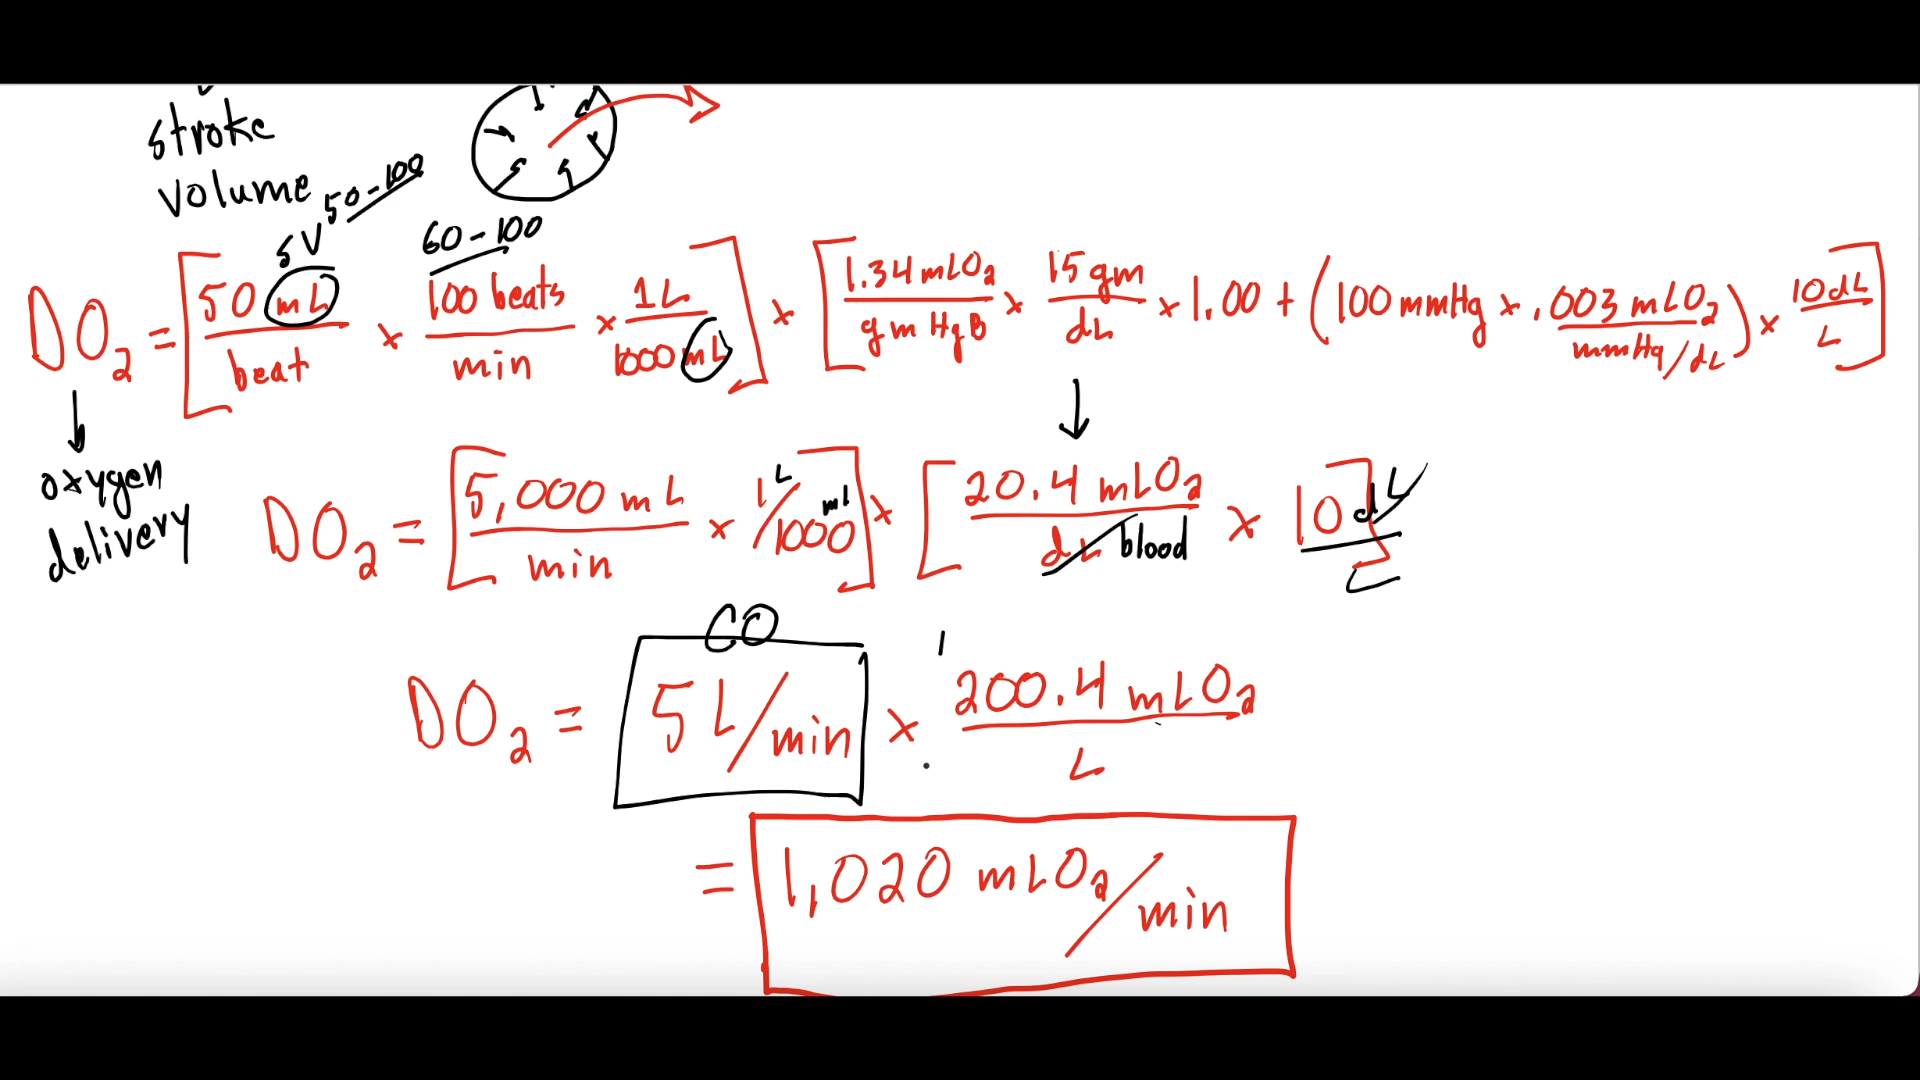 stroke
volume 50-100
SV 60-100
DO₂ = [50 mL/beat × 100 beats/min × 1L/1000 mL] × [1.34 mLO₂/gm HgB × 15 gm/dL × 1.00 + (100 mmHg × .003 mLO₂/mmHg/dL) × 10dL/L]
oxygen
delivery
DO₂ = [5,000 mL/min × 1L/1000 ml] × [20.4 mLO₂/dL blood × 10 dL/L]
CO
DO₂ = 5 L/min × 200.4 mLO₂/L
= 1,020 mLO₂/min